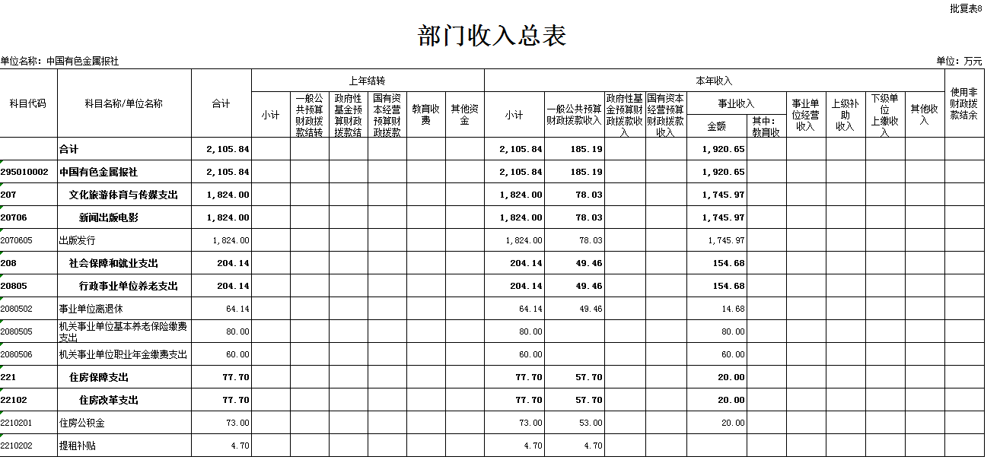 批复表8
部门收入总表
单位名称：中国有色金属报社 单位：万元
科目代码 科目名称/单位名称 合计 上年结转 本年收入 使用非财政拨款结余
小计 一般公共预算财政拨款结转 政府性基金预算财政拨款结 国有资本经营预算财政拨款 教育收费 其他资金 小计 一般公共预算财政拨款收入 政府性基金预算财政拨款收入 国有资本经营预算财政拨款收入 事业收入 事业单位经营收入 上级补助收入 下级单位上缴收入 其他收入
金额 其中：教育收
合计 2,105.84 2,105.84 185.19 1,920.65
295010002 中国有色金属报社 2,105.84 2,105.84 185.19 1,920.65
207 文化旅游体育与传媒支出 1,824.00 1,824.00 78.03 1,745.97
20706 新闻出版电影 1,824.00 1,824.00 78.03 1,745.97
2070605 出版发行 1,824.00 1,824.00 78.03 1,745.97
208 社会保障和就业支出 204.14 204.14 49.46 154.68
20805 行政事业单位养老支出 204.14 204.14 49.46 154.68
2080502 事业单位离退休 64.14 64.14 49.46 14.68
2080505 机关事业单位基本养老保险缴费支出 80.00 80.00 80.00
2080506 机关事业单位职业年金缴费支出 60.00 60.00 60.00
221 住房保障支出 77.70 77.70 57.70 20.00
22102 住房改革支出 77.70 77.70 57.70 20.00
2210201 住房公积金 73.00 73.00 53.00 20.00
2210202 提租补贴 4.70 4.70 4.70